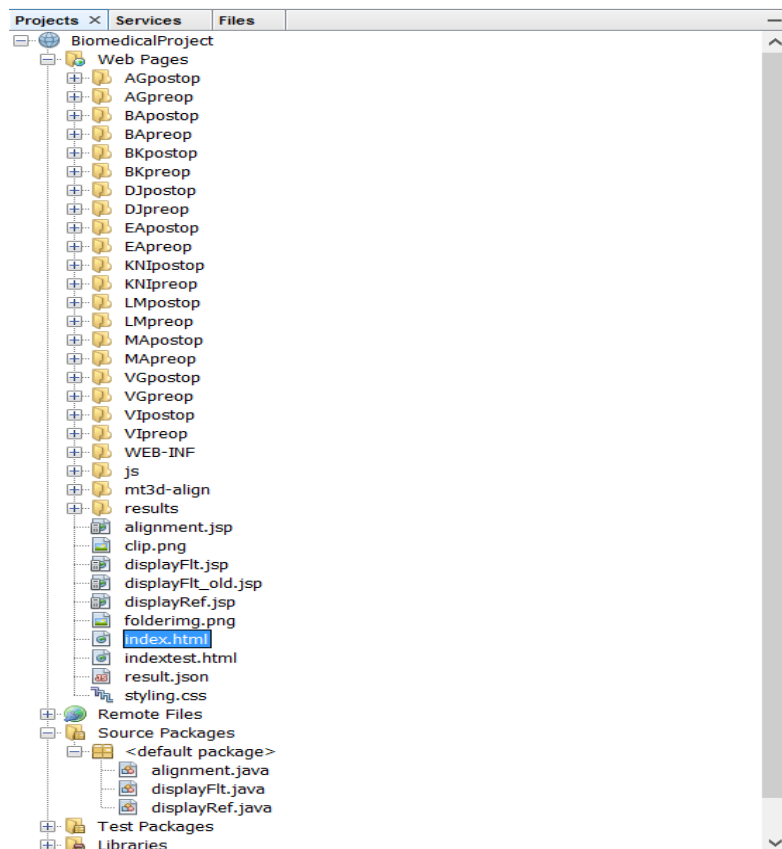 Projects × Services Files
BiomedicalProject
Web Pages
AGpostop
AGpreop
BApostop
BApreop
BKpostop
BKpreop
DJpostop
DJpreop
EApostop
EApreop
KNIpostop
KNIpreop
LMpostop
LMpreop
MApostop
MApreop
VGpostop
VGpreop
VIpostop
VIpreop
WEB-INF
js
mt3d-align
results
alignment.jsp
clip.png
displayFlt.jsp
displayFlt_old.jsp
displayRef.jsp
folderimg.png
index.html
indextest.html
result.json
styling.css
Remote Files
Source Packages
<default package>
alignment.java
displayFlt.java
displayRef.java
Test Packages
Libraries